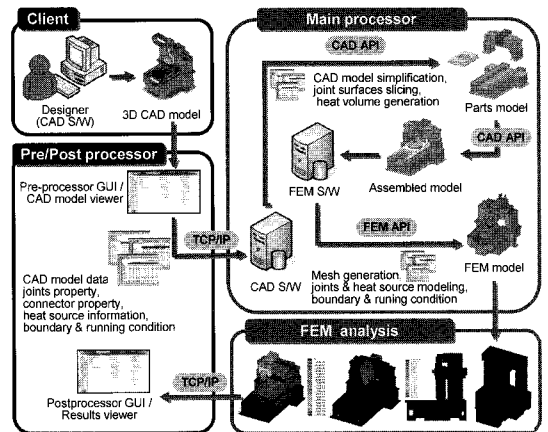 Client
Designer
(CAD S/W)
3D CAD model
Pre/Post processor
Pre-processor GUI /
CAD model viewer
TCP/IP
CAD model data
joints property,
connector property,
heat source information,
boundary & running condition
Postprocessor GUI /
Results viewer
Main processor
CAD API
CAD model simplification,
joint surfaces slicing,
heat volume generation
Parts model
CAD API
FEM S/W
Assembled model
FEM API
CAD S/W
Mesh generation,
joints & heat source modeling,
boundary & runing condition
FEM model
FEM analysis
TCP/IP